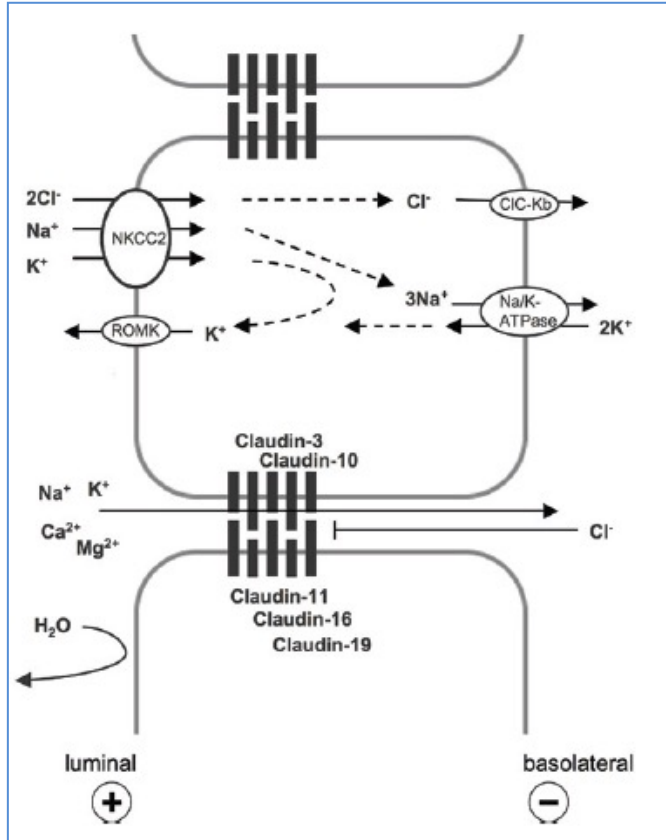 2Cl⁻
Na⁺
K⁺
NKCC2
Cl⁻
ClC-Kb
3Na⁺
Na/K-
ATPase
2K⁺
ROMK
K⁺
Claudin-3
Claudin-10
Na⁺ K⁺
Ca²⁺
Mg²⁺
Cl⁻
Claudin-11
Claudin-16
Claudin-19
H₂O
luminal
basolateral
+
−